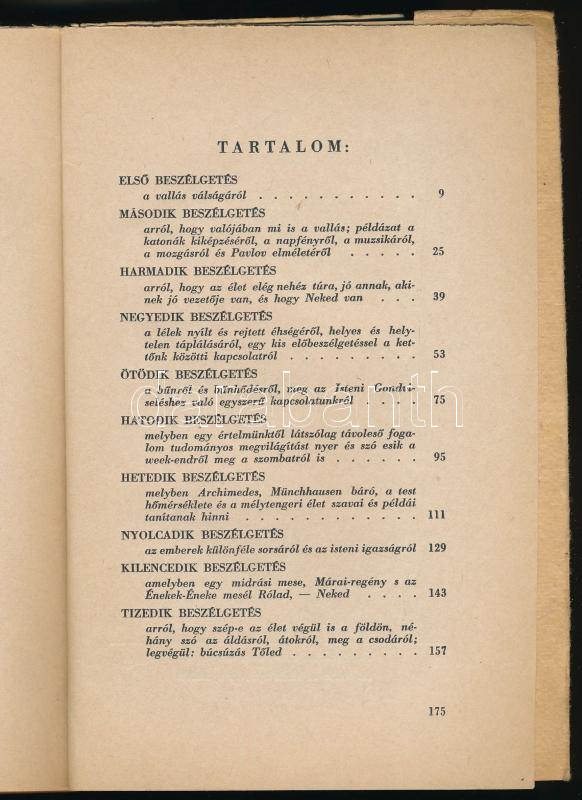 TARTALOM:
ELSŐ BESZÉLGETÉS
a vallás válságáról . . . . . . . . . . . 9
MÁSODIK BESZÉLGETÉS
arról, hogy valójában mi is a vallás; példázat a
katonák kiképzéséről, a napfényről, a muzsikáról,
a mozgásról és Pavlov elméletéről . . . . . 25
HARMADIK BESZÉLGETÉS
arról, hogy az élet elég nehéz túra, jó annak, aki-
nek jó vezetője van, és hogy Neked van . . . 39
NEGYEDIK BESZÉLGETÉS
a lélek nyílt és rejtett éhségéről, helyes és hely-
telen táplálásáról, egy kis előbeszélgetéssel a ket-
tőnk közötti kapcsolatról . . . . . . . . 53
ÖTÖDIK BESZÉLGETÉS
a bűnről és bűnhődésről, meg az Isteni Gondvi-
seléshez való egyszerű kapcsolatunkról . . . . 75
HATODIK BESZÉLGETÉS
melyben egy értelmünktől látszólag távoleső foga-
lom tudományos megvilágítást nyer és szó esik a
week-endről meg a szombatról is . . . . . . 95
HETEDIK BESZÉLGETÉS
melyben Archimedes, Münchhausen báró, a test
hőmérséklete és a mélytengeri élet szavai és példái
tanítanak hinni . . . . . . . . . . . 111
NYOLCADIK BESZÉLGETÉS
az emberek különféle sorsáról és az isteni igazságról 129
KILENCEDIK BESZÉLGETÉS
amelyben egy midrási mese, Márai-regény s az
Énekek-Éneke mesél Rólad, — Neked . . . . 143
TIZEDIK BESZÉLGETÉS
arról, hogy szép-e az élet végül is a földön, né-
hány szó az áldásról, átokról, meg a csodáról;
legvégül: búcsúzás Tőled . . . . . . . . . 157
175
darabanth